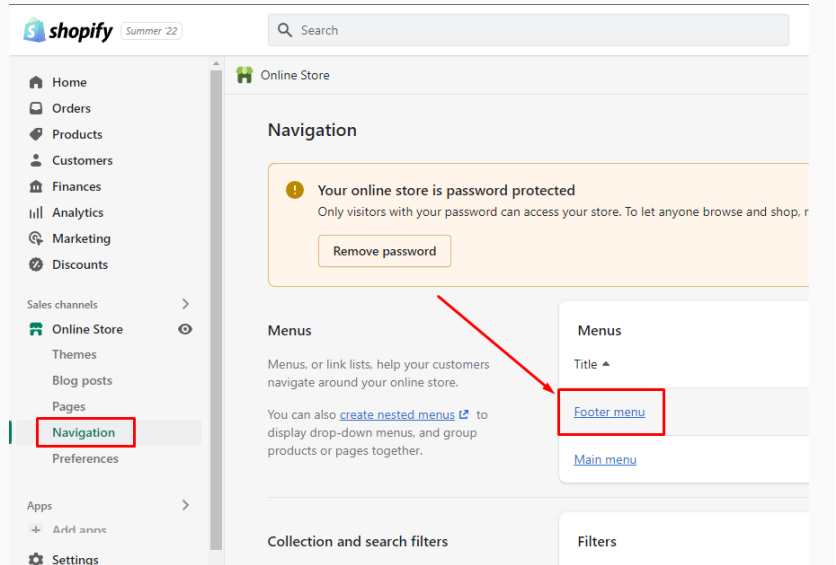 shopify Summer '22
Search
Home
Orders
Products
Customers
Finances
Analytics
Marketing
Discounts
Sales channels
Online Store
Themes
Blog posts
Pages
Navigation
Preferences
Apps
Add apps
Settings
Online Store
Navigation
Your online store is password protected
Only visitors with your password can access your store. To let anyone browse and shop, r
Remove password
Menus
Menus, or link lists, help your customers
navigate around your online store.
You can also create nested menus to
display drop-down menus, and group
products or pages together.
Menus
Title
Footer menu
Main menu
Collection and search filters
Filters